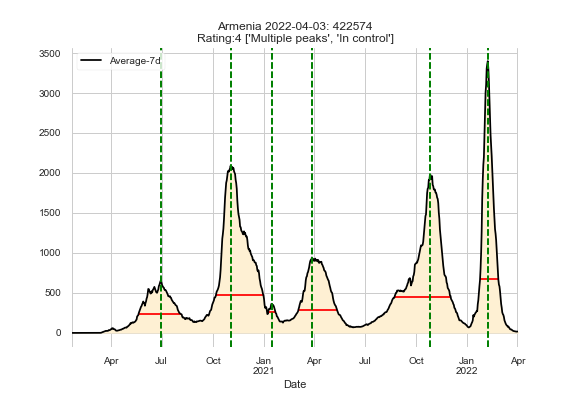 Armenia 2022-04-03: 422574
Rating:4 ['Multiple peaks', 'In control']
Average-7d
3500
3000
2500
2000
1500
1000
500
0
Apr Jul Oct Jan Apr Jul Oct Jan Apr
2021 2022
Date